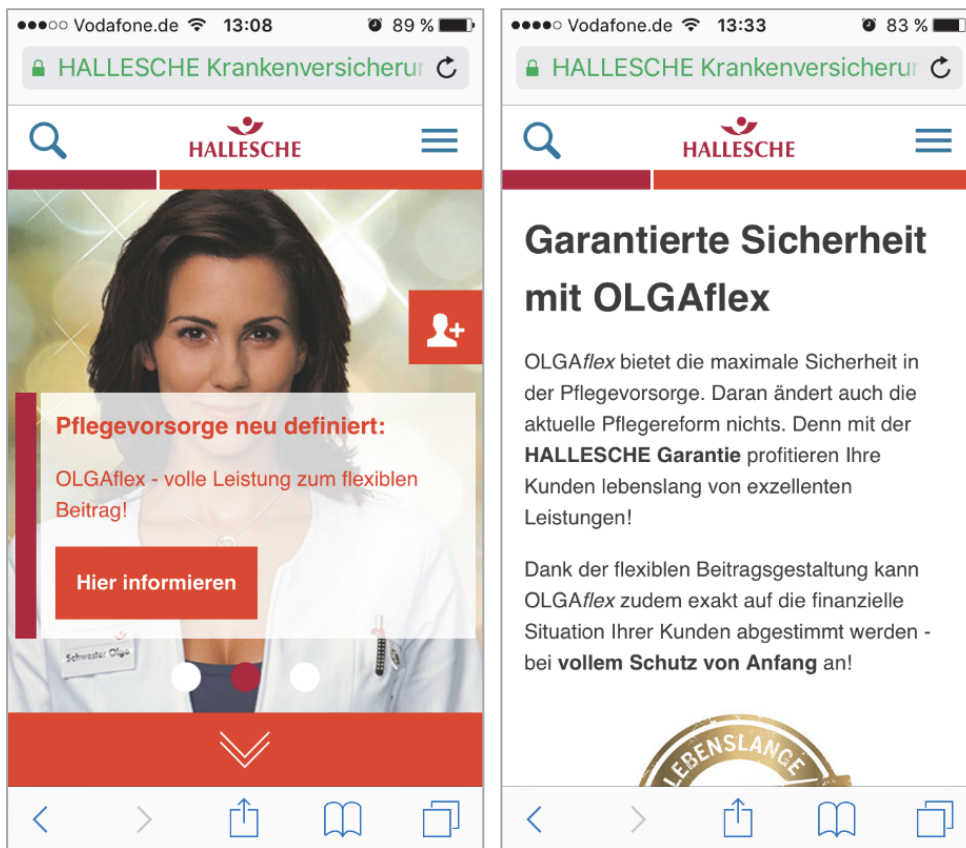 Vodafone.de 13:08 89 %
HALLESCHE Krankenversicherur
HALLESCHE
Pflegevorsorge neu definiert:
OLGAflex - volle Leistung zum flexiblen
Beitrag!
Hier informieren
Schwester Olga
Vodafone.de 13:33 83 %
HALLESCHE Krankenversicherur
HALLESCHE
Garantierte Sicherheit
mit OLGAflex
OLGAflex bietet die maximale Sicherheit in
der Pflegevorsorge. Daran ändert auch die
aktuelle Pflegereform nichts. Denn mit der
HALLESCHE Garantie profitieren Ihre
Kunden lebenslang von exzellenten
Leistungen!
Dank der flexiblen Beitragsgestaltung kann
OLGAflex zudem exakt auf die finanzielle
Situation Ihrer Kunden abgestimmt werden -
bei vollem Schutz von Anfang an!
LEBENSLANGE